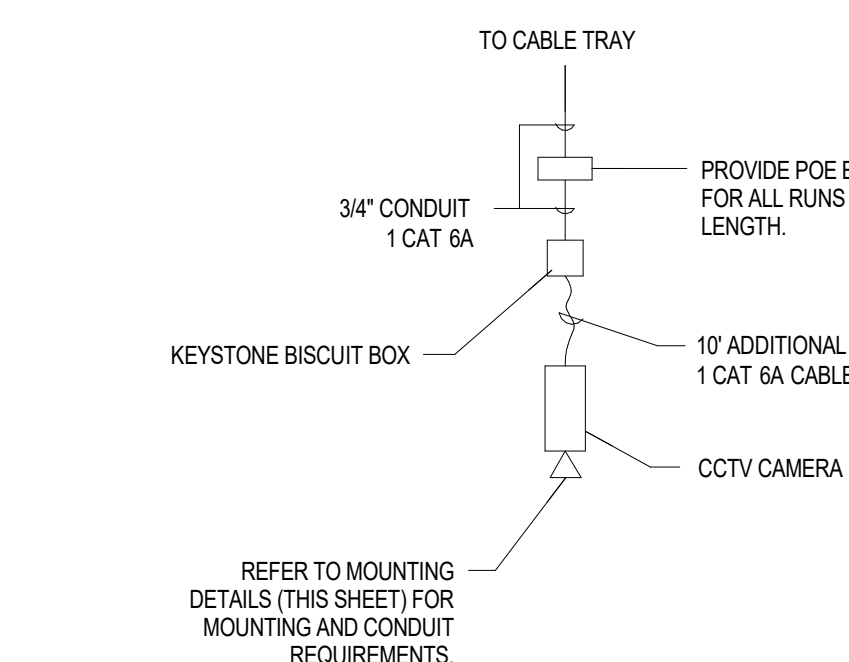 TO CABLE TRAY
PROVIDE POE
FOR ALL RUNS
LENGTH.
3/4" CONDUIT
1 CAT 6A
KEYSTONE BISCUIT BOX
10' ADDITIONAL
1 CAT 6A CABLE
CCTV CAMERA
REFER TO MOUNTING
DETAILS (THIS SHEET) FOR
MOUNTING AND CONDUIT
REQUIREMENTS.